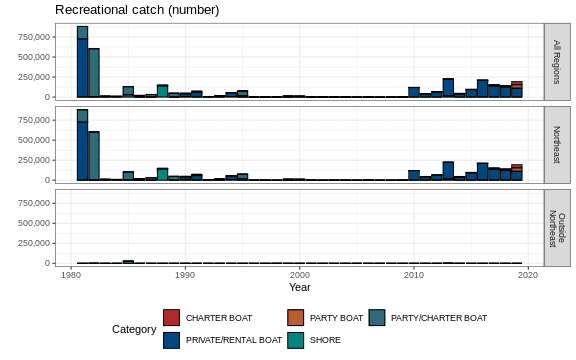 Recreational catch (number)
750,000
500,000
250,000
0
All Regions
750,000
500,000
250,000
0
Northeast
750,000
500,000
250,000
0
Outside
Northeast
1980
1990
2000
2010
2020
Year
Category
CHARTER BOAT
PARTY BOAT
PARTY/CHARTER BOAT
PRIVATE/RENTAL BOAT
SHORE